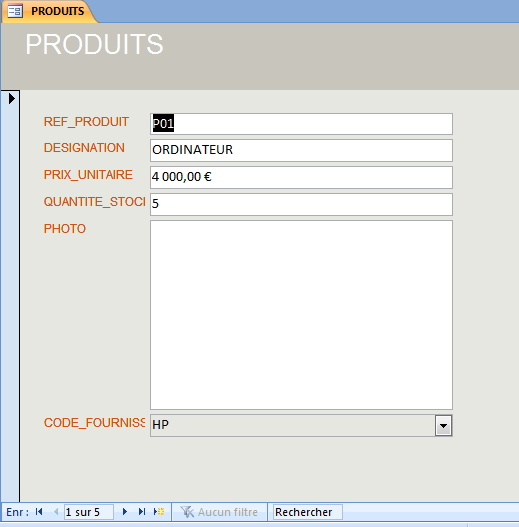 PRODUITS
PRODUITS
REF_PRODUIT P01
DESIGNATION ORDINATEUR
PRIX_UNITAIRE 4 000,00 €
QUANTITE_STOCK 5
PHOTO
CODE_FOURNISS HP
Enr : 1 sur 5 Aucun filtre Rechercher